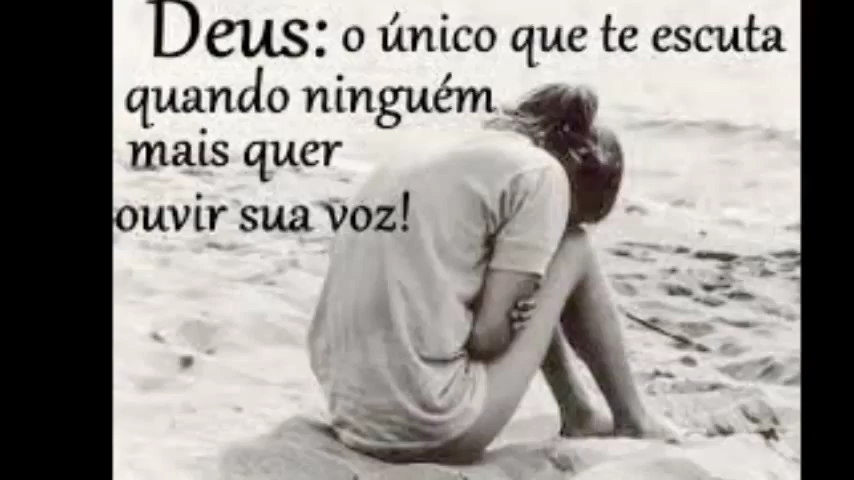 Deus: o único que te escuta
quando ninguém
mais quer
ouvir sua voz!